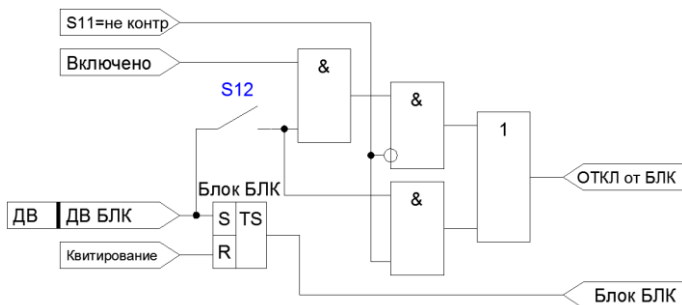 S11=не контр
Включено
&
S12
&
1
ОТКЛ от БЛК
Блок БЛК
&
ДВ ДВ БЛК
S TS
R
Квитирование
Блок БЛК